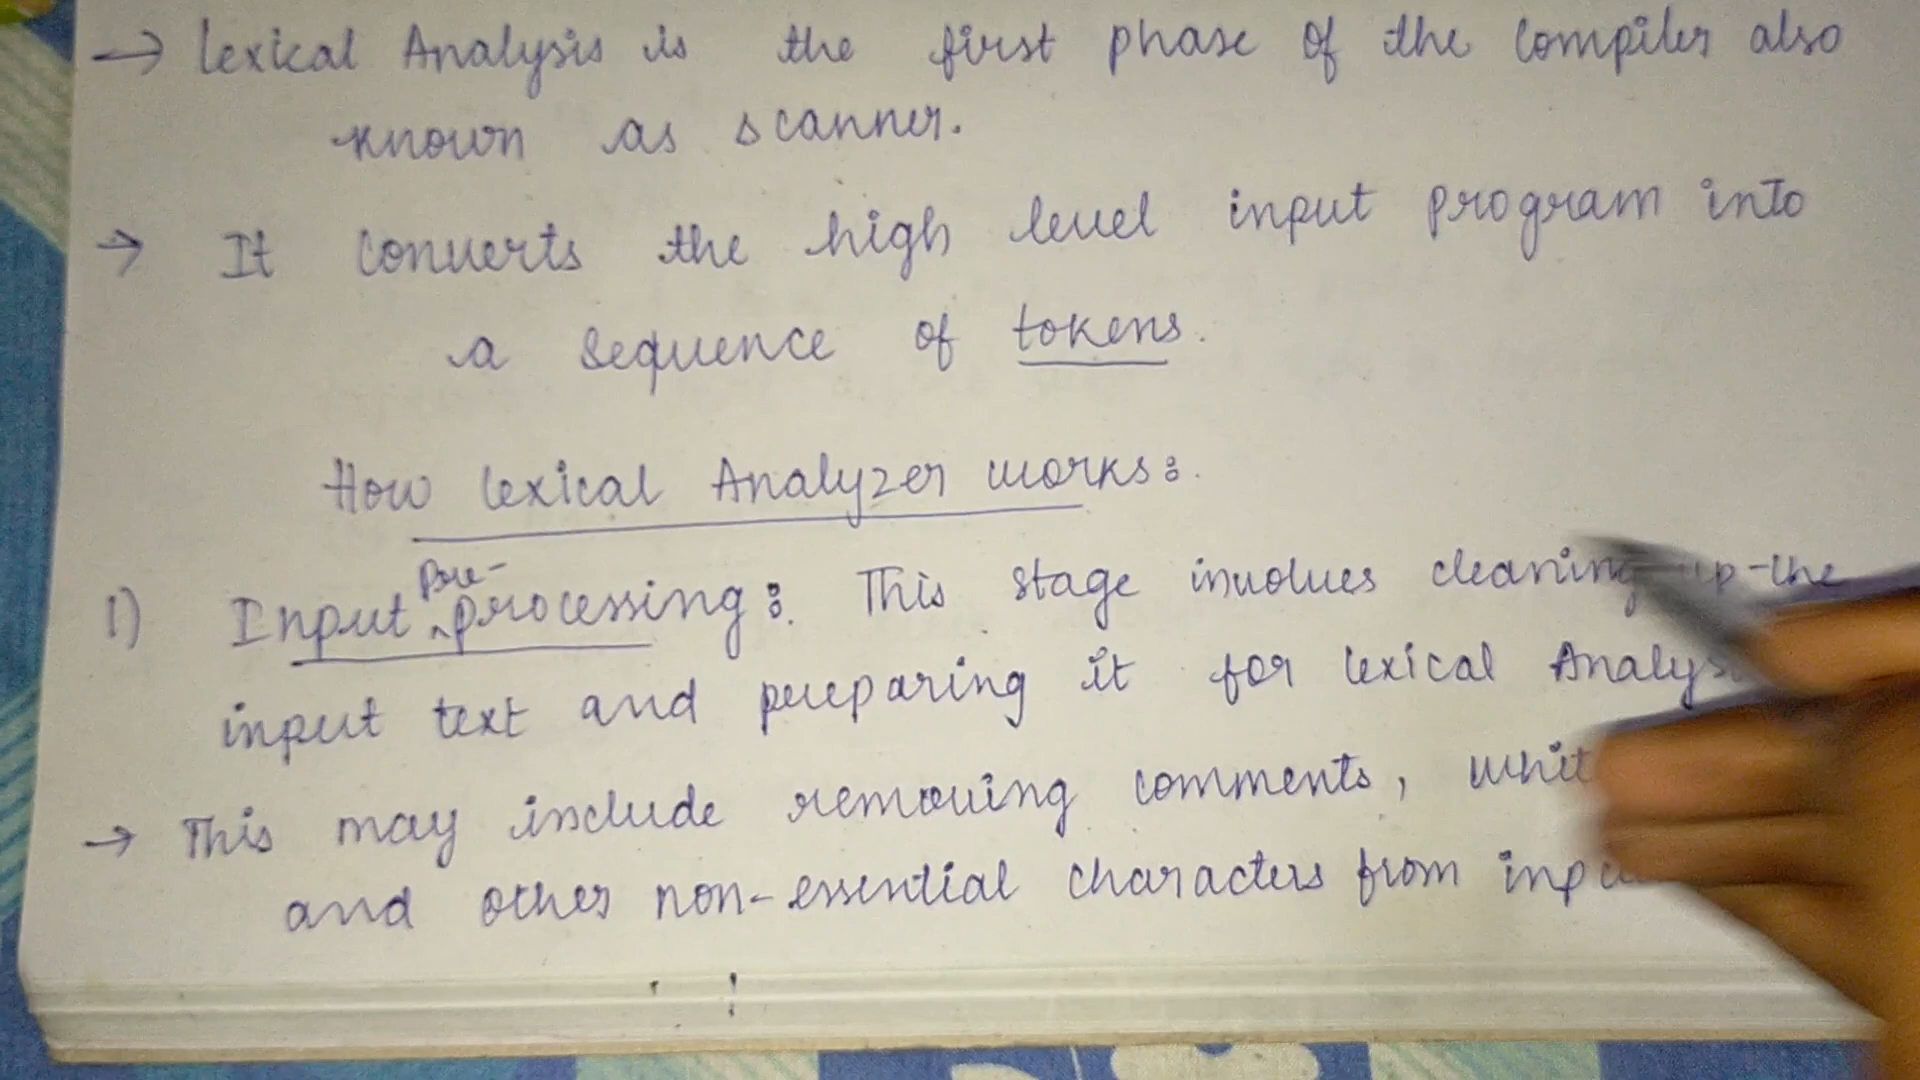 → Lexical Analysis is the first phase of the Compiler also
known as scanner.
→ It converts the high level input program into
a sequence of tokens.
How Lexical Analyzer works:
1) Input pre-processing: This stage involves cleaning up the
input text and preparing it for lexical
→ This may include removing comments,
and other non-essential characters from